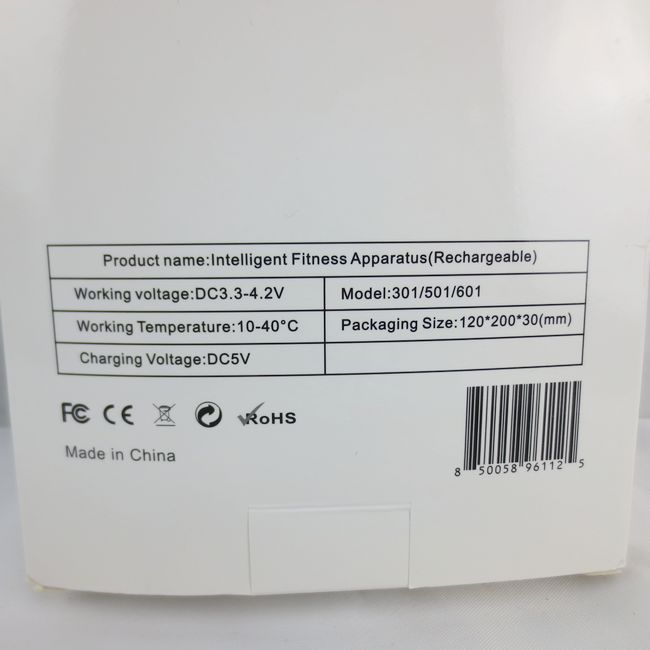 Product name:Intelligent Fitness Apparatus(Rechargeable)
Working voltage:DC3.3-4.2V
Model:301/501/601
Working Temperature:10-40°C
Packaging Size:120*200*30(mm)
Charging Voltage:DC5V
FC CE RoHS
Made in China
8 50058 96112 5